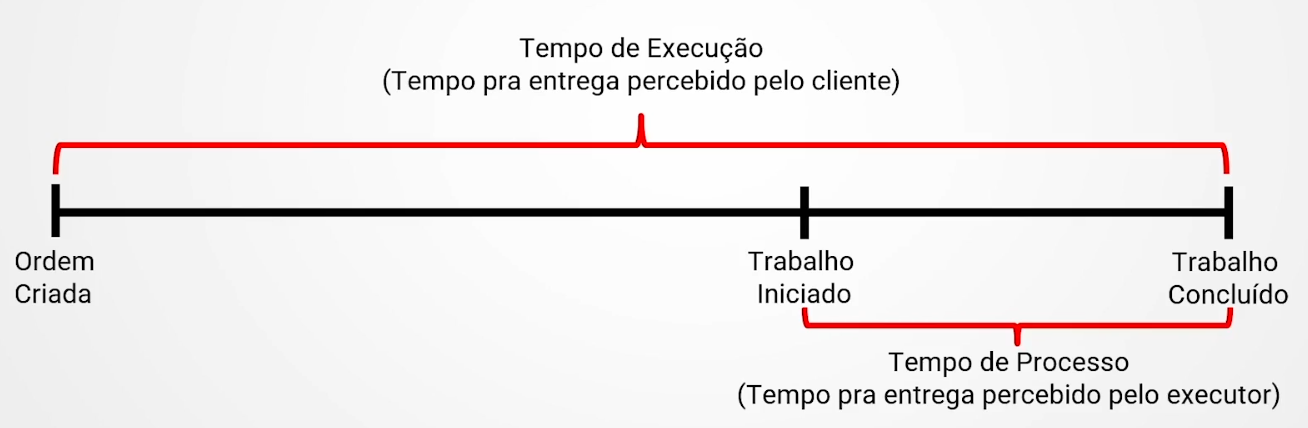 Tempo de Execução
(Tempo pra entrega percebido pelo cliente)
Ordem
Criada
Trabalho
Iniciado
Trabalho
Concluído
Tempo de Processo
(Tempo pra entrega percebido pelo executor)